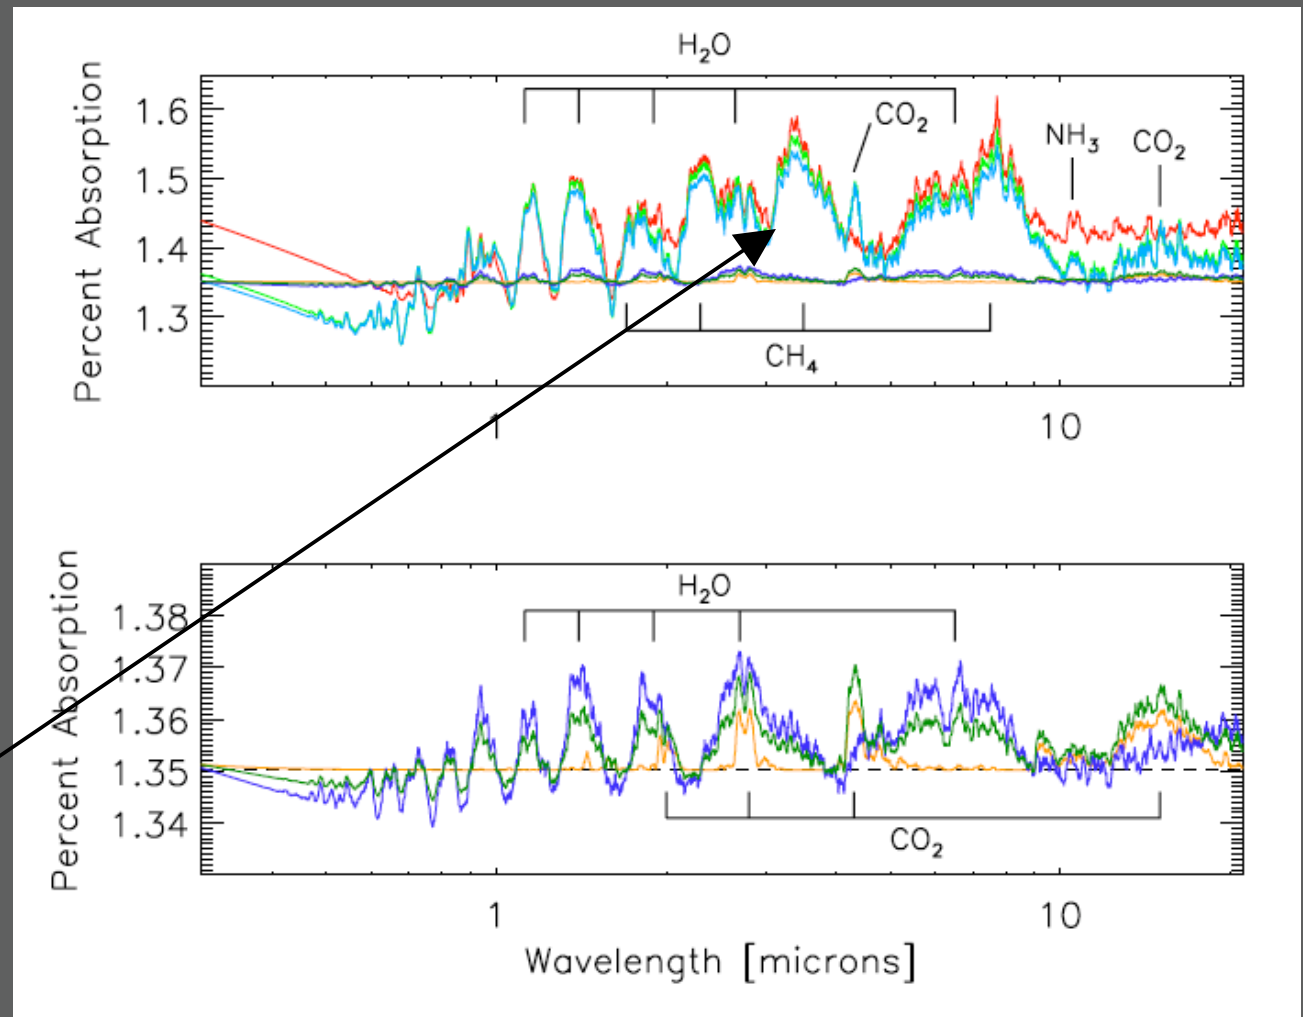 H₂O
Percent Absorption
1.6
1.5
1.4
1.3
CO₂
NH₃
CO₂
CH₄
1
10
H₂O
Percent Absorption
1.38
1.37
1.36
1.35
1.34
CO₂
1
10
Wavelength [microns]